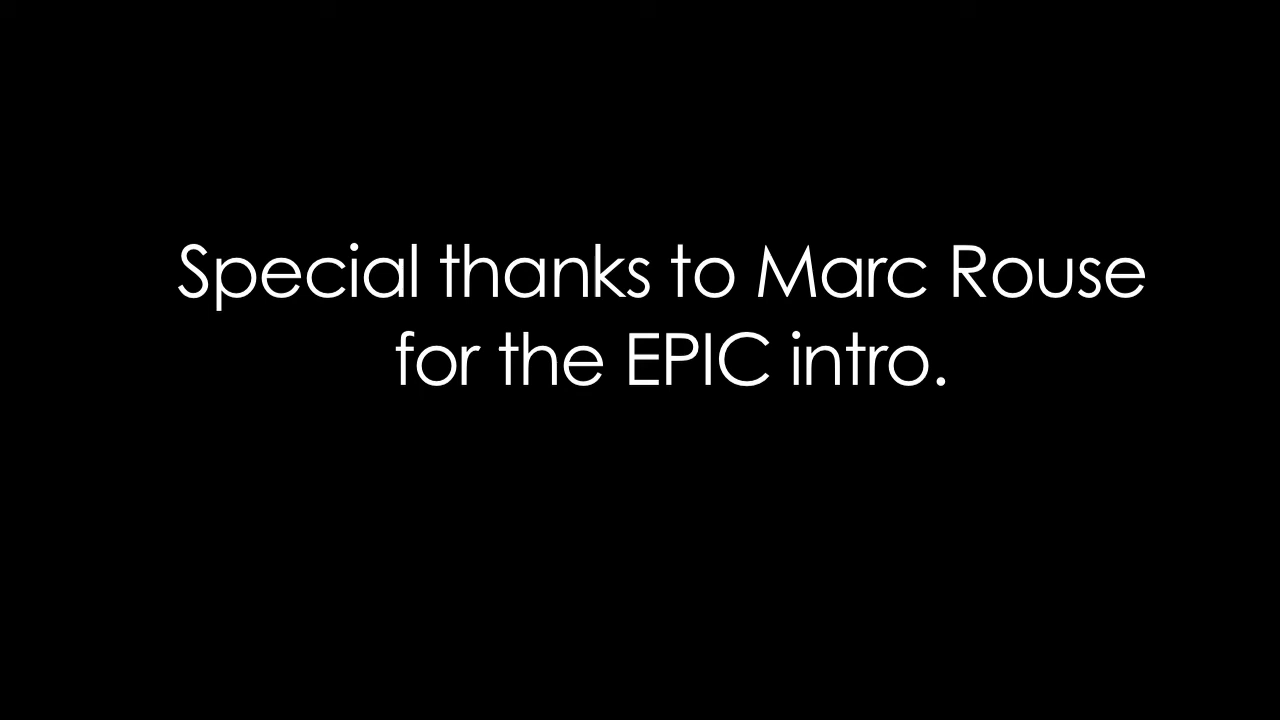 Special thanks to Marc Rouse
for the EPIC intro.